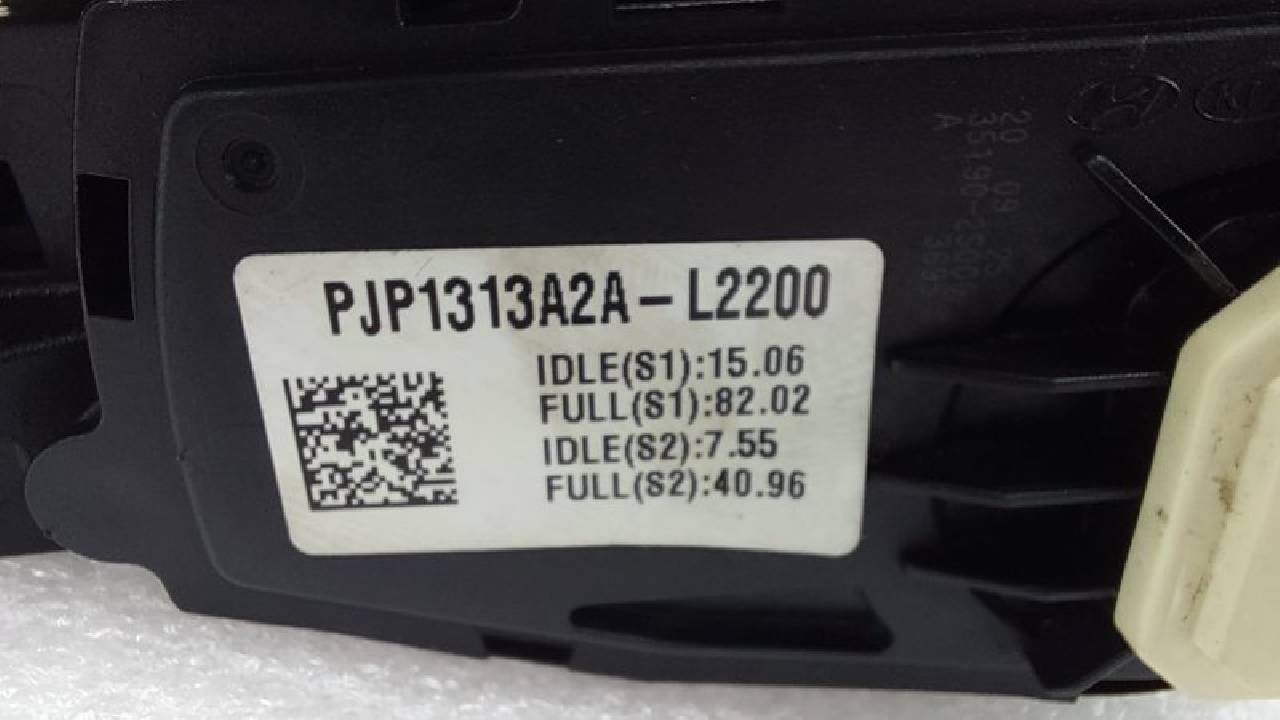 PJP1313A2A-L2200
IDLE(S1):15.06
FULL(S1):82.02
IDLE(S2):7.55
FULL(S2):40.96
A